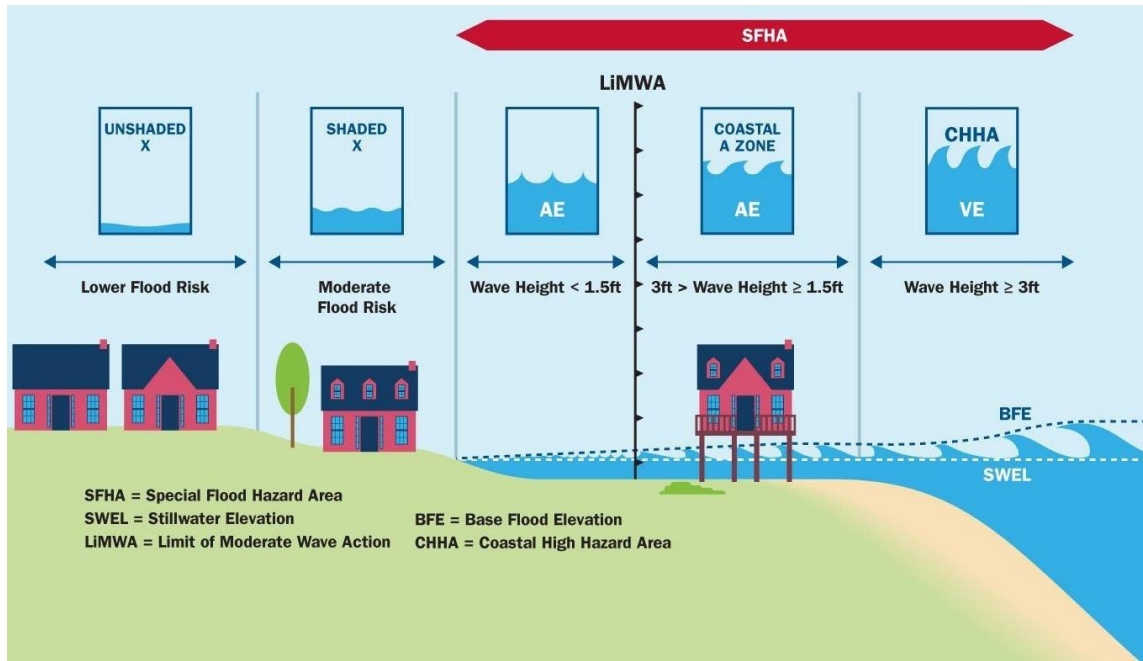 SFHA
LiMWA
UNSHADED
X
SHADED
X
AE
COASTAL
A ZONE
AE
CHHA
VE
Lower Flood Risk
Moderate
Flood Risk
Wave Height < 1.5ft
3ft > Wave Height ≥ 1.5ft
Wave Height ≥ 3ft
BFE
SWEL
SFHA = Special Flood Hazard Area
SWEL = Stillwater Elevation
LiMWA = Limit of Moderate Wave Action
BFE = Base Flood Elevation
CHHA = Coastal High Hazard Area